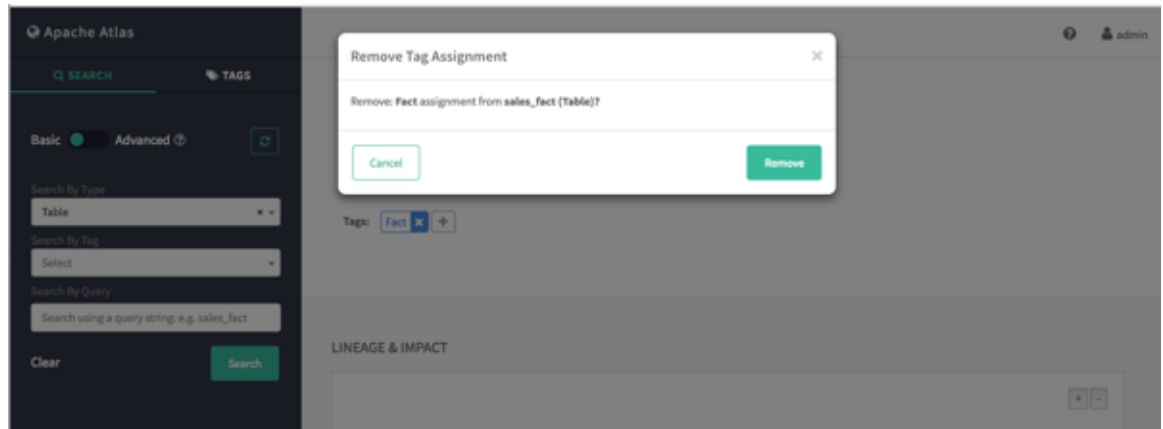 Apache Atlas
admin
SEARCH
TAGS
Basic
Advanced
Search By Type
Table
Search By Tag
Select
Search By Query
Search using a query string: e.g. sales_fact
Clear
Search
Remove Tag Assignment
Remove: Fact assignment from sales_fact (Table)?
Cancel
Remove
Tags: Fact
LINEAGE & IMPACT